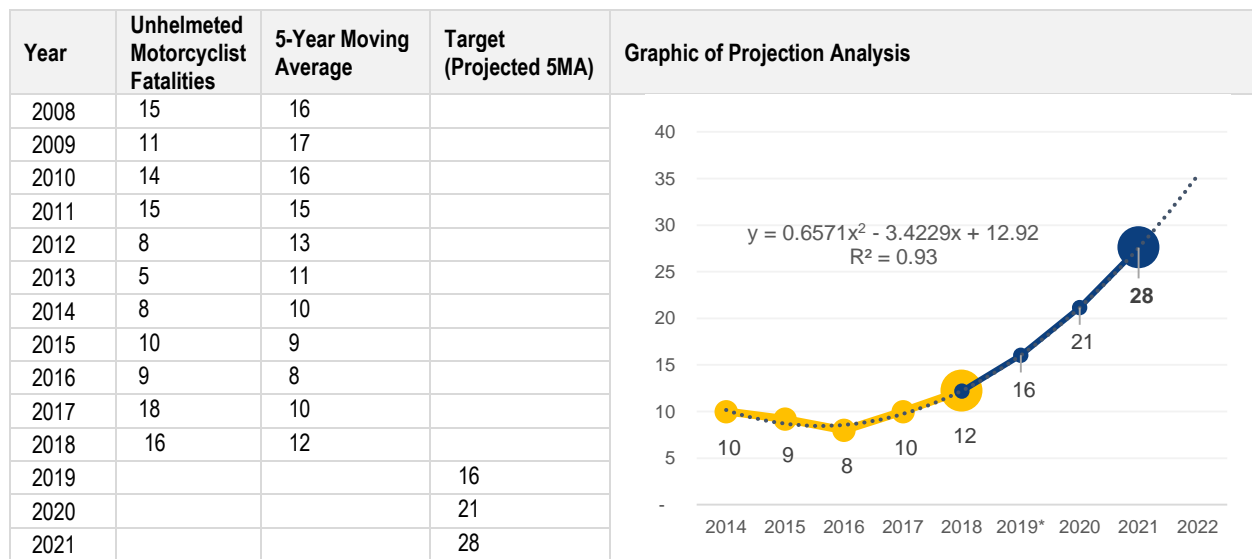 Year Unhelmeted Motorcyclist Fatalities 5-Year Moving Average Target (Projected 5MA) Graphic of Projection Analysis
2008 15 16
2009 11 17
2010 14 16
2011 15 15
2012 8 13
2013 5 11
2014 8 10
2015 10 9
2016 9 8
2017 18 10
2018 16 12
2019 16
2020 21
2021 28
40
35
30
25
20
15
10
5
-
y = 0.6571x² - 3.4229x + 12.92
R² = 0.93
10 9 8 10 12 16 21 28
2014 2015 2016 2017 2018 2019* 2020 2021 2022